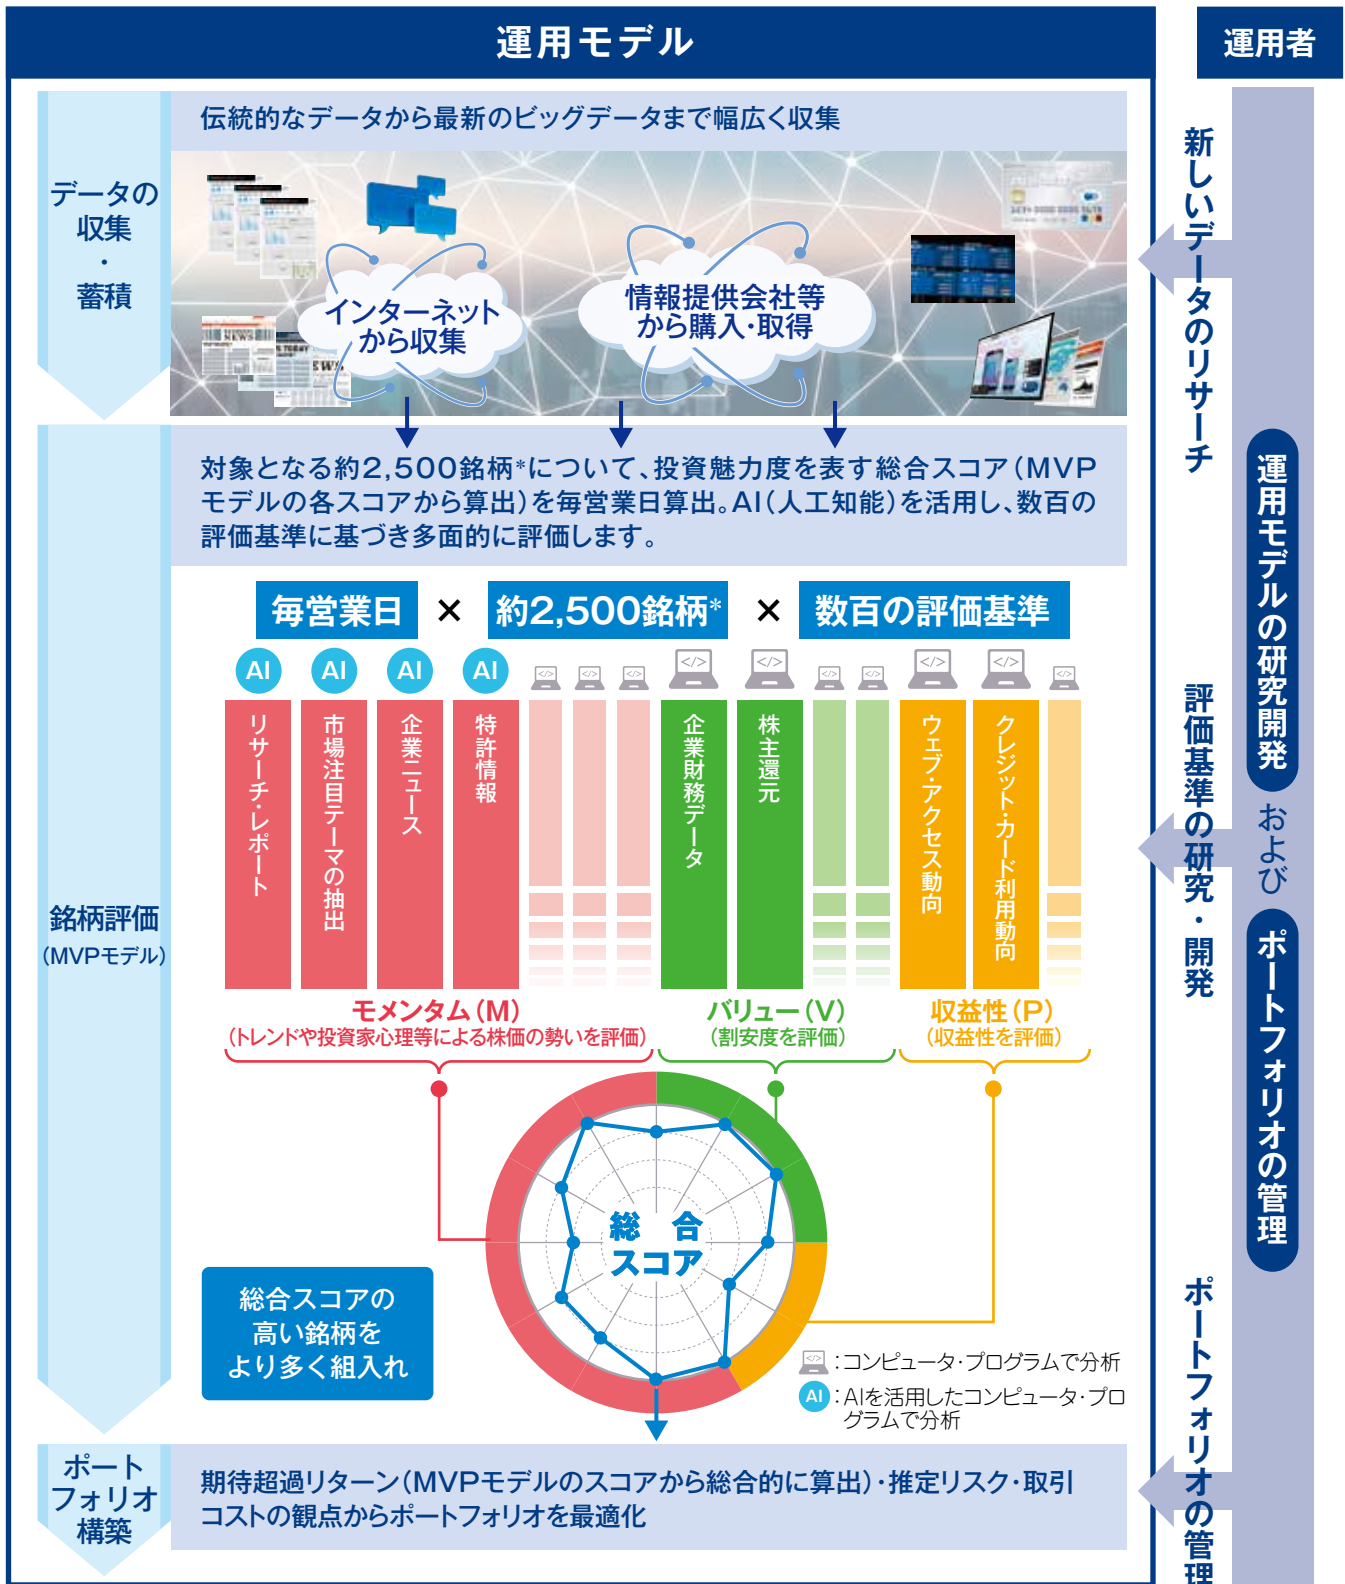 運用モデル
運用者
データの
収集
・
蓄積
伝統的なデータから最新のビッグデータまで幅広く収集
インターネット
から収集
情報提供会社等
から購入・取得
NEWS
新しいデータのリサーチ
銘柄評価
(MVPモデル)
対象となる約2,500銘柄*について、投資魅力度を表す総合スコア(MVP
モデルの各スコアから算出)を毎営業日算出。AI(人工知能)を活用し、数百の
評価基準に基づき多面的に評価します。
毎営業日 × 約2,500銘柄* × 数百の評価基準
AI
AI
AI
AI
リサーチ・レポート
市場注目テーマの抽出
企業ニュース
特許情報
企業財務データ
株主還元
ウェブ・アクセス動向
クレジット・カード利用動向
モメンタム(M)
(トレンドや投資家心理等による株価の勢いを評価)
バリュー(V)
(割安度を評価)
収益性(P)
(収益性を評価)
総合
スコア
総合スコアの
高い銘柄を
より多く組入れ
:コンピュータ・プログラムで分析
AI:AIを活用したコンピュータ・プロ
グラムで分析
評価基準の研究・開発
運用モデルの研究開発
および
ポートフォリオの管理
ポート
フォリオ
構築
期待超過リターン(MVPモデルのスコアから総合的に算出)・推定リスク・取引
コストの観点からポートフォリオを最適化
ポートフォリオの管理